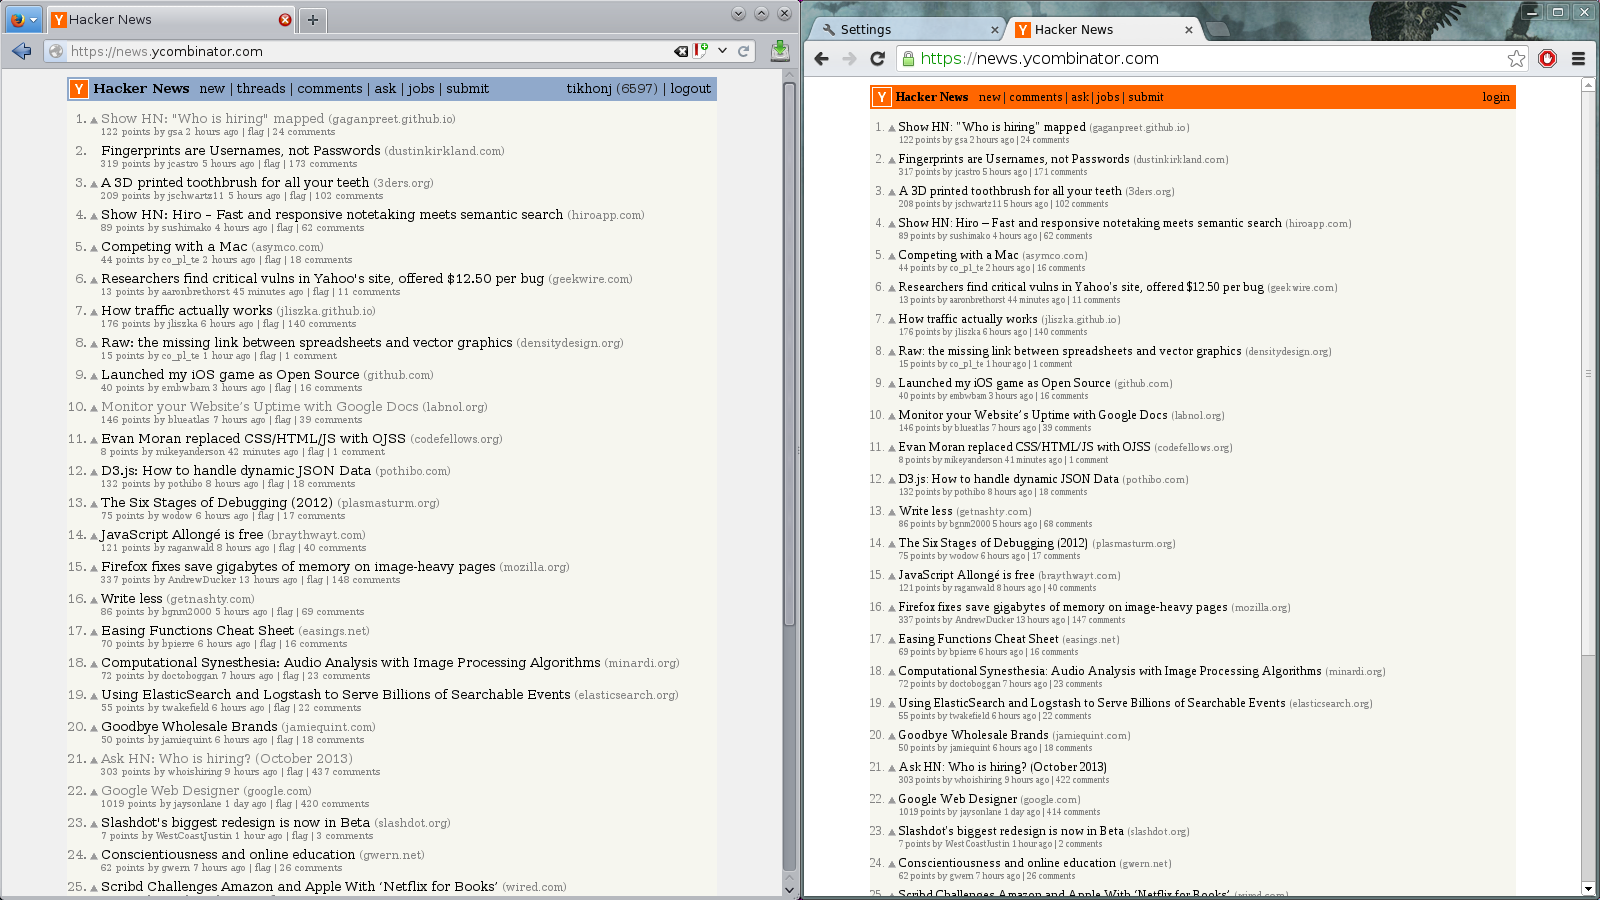 Hacker News
https://news.ycombinator.com
Y Hacker News new | threads | comments | ask | jobs | submit tikhonj (6597) | logout
1. Show HN: "Who is hiring" mapped (gaganpreet.github.io)
122 points by gsa 2 hours ago | flag | 24 comments
2. Fingerprints are Usernames, not Passwords (dustinkirkland.com)
319 points by jcastro 5 hours ago | flag | 173 comments
3. A 3D printed toothbrush for all your teeth (3ders.org)
209 points by jschwartz11 5 hours ago | flag | 102 comments
4. Show HN: Hiro – Fast and responsive notetaking meets semantic search (hiroapp.com)
89 points by sushimako 4 hours ago | flag | 62 comments
5. Competing with a Mac (asymco.com)
44 points by co_pl_te 2 hours ago | flag | 18 comments
6. Researchers find critical vulns in Yahoo's site, offered $12.50 per bug (geekwire.com)
13 points by aaronbrethorst 45 minutes ago | flag | 11 comments
7. How traffic actually works (jliszka.github.io)
176 points by jliszka 6 hours ago | flag | 140 comments
8. Raw: the missing link between spreadsheets and vector graphics (densitydesign.org)
15 points by co_pl_te 1 hour ago | flag | 1 comment
9. Launched my iOS game as Open Source (github.com)
40 points by embwbam 3 hours ago | flag | 16 comments
10. Monitor your Website’s Uptime with Google Docs (labnol.org)
146 points by blueatlas 7 hours ago | flag | 39 comments
11. Evan Moran replaced CSS/HTML/JS with OJSS (codefellows.org)
8 points by mikeyanderson 42 minutes ago | flag | 1 comment
12. D3.js: How to handle dynamic JSON Data (pothibo.com)
132 points by pothibo 8 hours ago | flag | 18 comments
13. The Six Stages of Debugging (2012) (plasmasturm.org)
75 points by wodow 6 hours ago | flag | 17 comments
14. JavaScript Allongé is free (braythwayt.com)
121 points by raganwald 8 hours ago | flag | 40 comments
15. Firefox fixes save gigabytes of memory on image-heavy pages (mozilla.org)
337 points by AndrewDucker 13 hours ago | flag | 148 comments
16. Write less (getnashty.com)
86 points by bgnm2000 5 hours ago | flag | 69 comments
17. Easing Functions Cheat Sheet (easings.net)
70 points by bpierre 6 hours ago | flag | 16 comments
18. Computational Synesthesia: Audio Analysis with Image Processing Algorithms (minardi.org)
72 points by doctoboggan 7 hours ago | flag | 23 comments
19. Using ElasticSearch and Logstash to Serve Billions of Searchable Events (elasticsearch.org)
55 points by twakefield 6 hours ago | flag | 22 comments
20. Goodbye Wholesale Brands (jamiequint.com)
50 points by jamiequint 6 hours ago | flag | 18 comments
21. Ask HN: Who is hiring? (October 2013)
303 points by whoishiring 9 hours ago | flag | 437 comments
22. Google Web Designer (google.com)
1019 points by jaysonlane 1 day ago | flag | 420 comments
23. Slashdot's biggest redesign is now in Beta (slashdot.org)
7 points by WestCoastJustin 1 hour ago | flag | 3 comments
24. Conscientiousness and online education (gwern.net)
62 points by gwern 7 hours ago | flag | 26 comments
25. Scribd Challenges Amazon and Apple With ‘Netflix for Books’ (wired.com)
Settings
Hacker News
https://news.ycombinator.com
Y Hacker News new | comments | ask | jobs | submit login
1. Show HN: "Who is hiring" mapped (gaganpreet.github.io)
122 points by gsa 2 hours ago | 24 comments
2. Fingerprints are Usernames, not Passwords (dustinkirkland.com)
317 points by jcastro 5 hours ago | 171 comments
3. A 3D printed toothbrush for all your teeth (3ders.org)
208 points by jschwartz11 5 hours ago | 102 comments
4. Show HN: Hiro – Fast and responsive notetaking meets semantic search (hiroapp.com)
89 points by sushimako 4 hours ago | 62 comments
5. Competing with a Mac (asymco.com)
44 points by co_pl_te 2 hours ago | 16 comments
6. Researchers find critical vulns in Yahoo's site, offered $12.50 per bug (geekwire.com)
13 points by aaronbrethorst 44 minutes ago | 11 comments
7. How traffic actually works (jliszka.github.io)
176 points by jliszka 6 hours ago | 140 comments
8. Raw: the missing link between spreadsheets and vector graphics (densitydesign.org)
15 points by co_pl_te 1 hour ago | 1 comment
9. Launched my iOS game as Open Source (github.com)
40 points by embwbam 3 hours ago | 16 comments
10. Monitor your Website’s Uptime with Google Docs (labnol.org)
146 points by blueatlas 7 hours ago | 39 comments
11. Evan Moran replaced CSS/HTML/JS with OJSS (codefellows.org)
8 points by mikeyanderson 41 minutes ago | 1 comment
12. D3.js: How to handle dynamic JSON Data (pothibo.com)
132 points by pothibo 8 hours ago | 18 comments
13. Write less (getnashty.com)
86 points by bgnm2000 5 hours ago | 68 comments
14. The Six Stages of Debugging (2012) (plasmasturm.org)
75 points by wodow 6 hours ago | 17 comments
15. JavaScript Allongé is free (braythwayt.com)
121 points by raganwald 8 hours ago | 40 comments
16. Firefox fixes save gigabytes of memory on image-heavy pages (mozilla.org)
337 points by AndrewDucker 13 hours ago | 147 comments
17. Easing Functions Cheat Sheet (easings.net)
69 points by bpierre 6 hours ago | 16 comments
18. Computational Synesthesia: Audio Analysis with Image Processing Algorithms (minardi.org)
72 points by doctoboggan 7 hours ago | 23 comments
19. Using ElasticSearch and Logstash to Serve Billions of Searchable Events (elasticsearch.org)
55 points by twakefield 6 hours ago | 22 comments
20. Goodbye Wholesale Brands (jamiequint.com)
50 points by jamiequint 6 hours ago | 18 comments
21. Ask HN: Who is hiring? (October 2013)
303 points by whoishiring 9 hours ago | 422 comments
22. Google Web Designer (google.com)
1019 points by jaysonlane 1 day ago | 414 comments
23. Slashdot's biggest redesign is now in Beta (slashdot.org)
7 points by WestCoastJustin 1 hour ago | 2 comments
24. Conscientiousness and online education (gwern.net)
62 points by gwern 7 hours ago | 26 comments
25. Scribd Challenges Amazon and Apple With ‘Netflix for Books’ (wired.com)